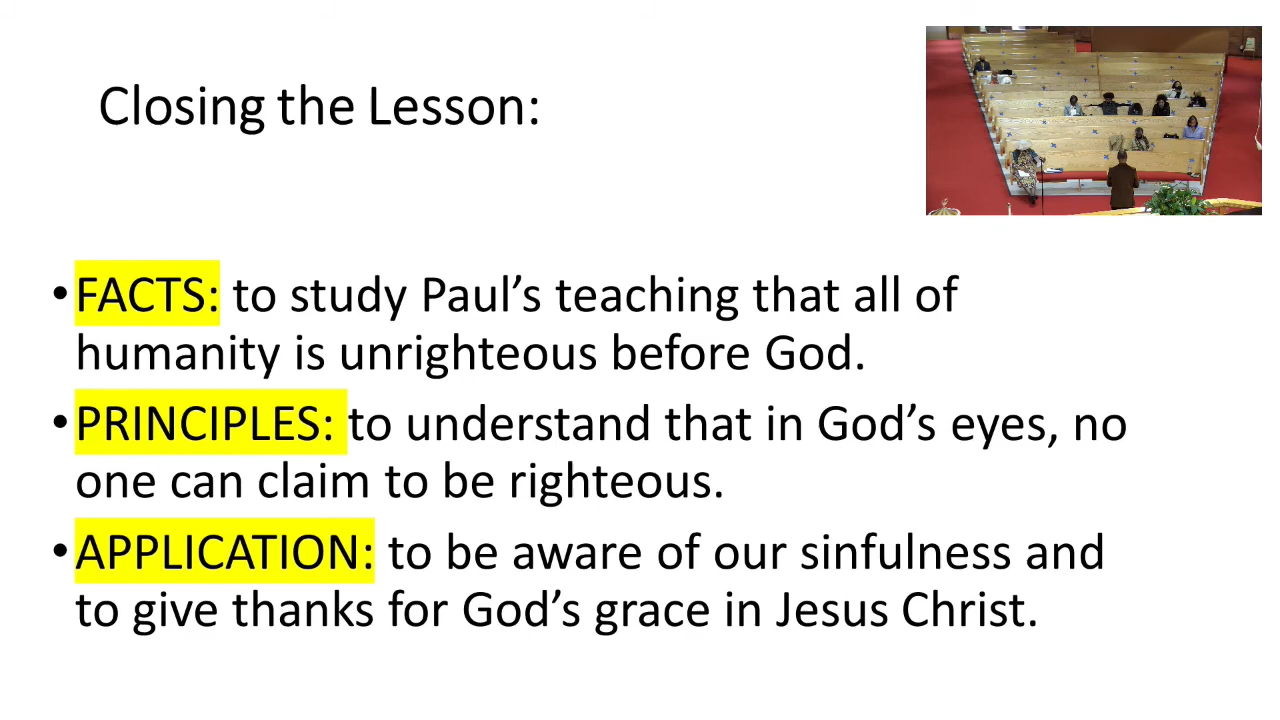 Closing the Lesson:
•FACTS: to study Paul’s teaching that all of
humanity is unrighteous before God.
•PRINCIPLES: to understand that in God’s eyes, no
one can claim to be righteous.
•APPLICATION: to be aware of our sinfulness and
to give thanks for God’s grace in Jesus Christ.